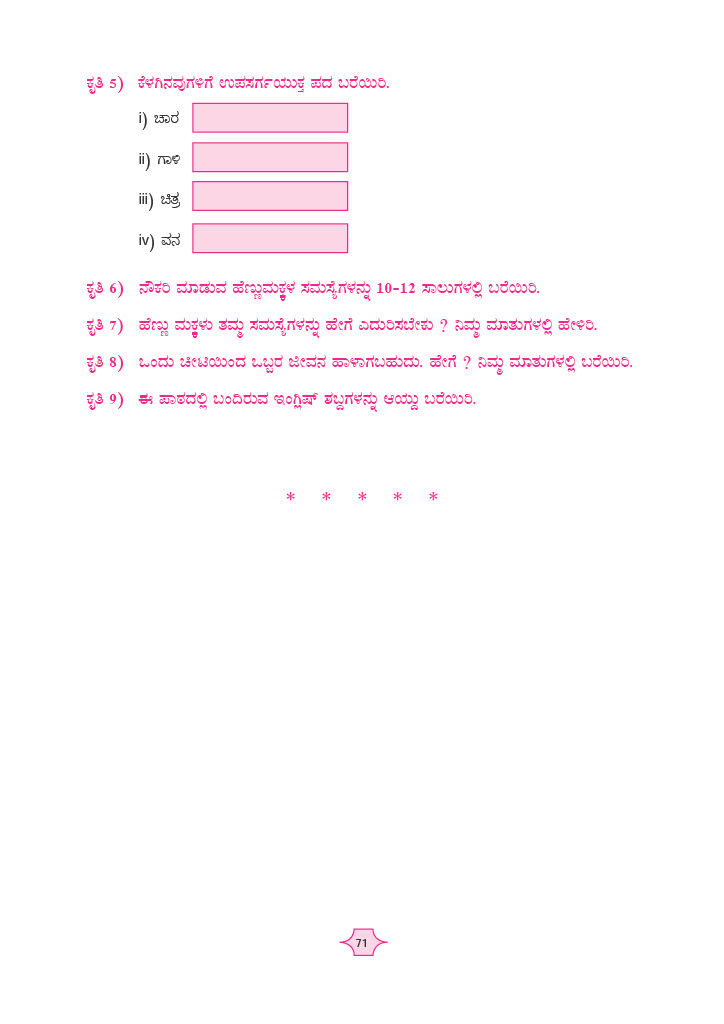 ಕೃತಿ 5) ಕೆಳಗಿನವುಗಳಿಗೆ ಉಪಸರ್ಗಯುಕ್ತ ಪದ ಬರೆಯಿರಿ.
i) ಚಾರ
ii) ಗಾಳಿ
iii) ಚಿತ್ರ
iv) ವನ
ಕೃತಿ 6) ನೌಕರಿ ಮಾಡುವ ಹೆಣ್ಣುಮಕ್ಕಳ ಸಮಸ್ಯೆಗಳನ್ನು 10-12 ಸಾಲುಗಳಲ್ಲಿ ಬರೆಯಿರಿ.
ಕೃತಿ 7) ಹೆಣ್ಣು ಮಕ್ಕಳು ತಮ್ಮ ಸಮಸ್ಯೆಗಳನ್ನು ಹೇಗೆ ಎದುರಿಸಬೇಕು ? ನಿಮ್ಮ ಮಾತುಗಳಲ್ಲಿ ಹೇಳಿರಿ.
ಕೃತಿ 8) ಒಂದು ಚೀಟಿಯಿಂದ ಒಬ್ಬರ ಜೀವನ ಹಾಳಾಗಬಹುದು. ಹೇಗೆ ? ನಿಮ್ಮ ಮಾತುಗಳಲ್ಲಿ ಬರೆಯಿರಿ.
ಕೃತಿ 9) ಈ ಪಾಠದಲ್ಲಿ ಬಂದಿರುವ ಇಂಗ್ಲಿಷ್ ಶಬ್ದಗಳನ್ನು ಆಯ್ದು ಬರೆಯಿರಿ.
* * * * *
71